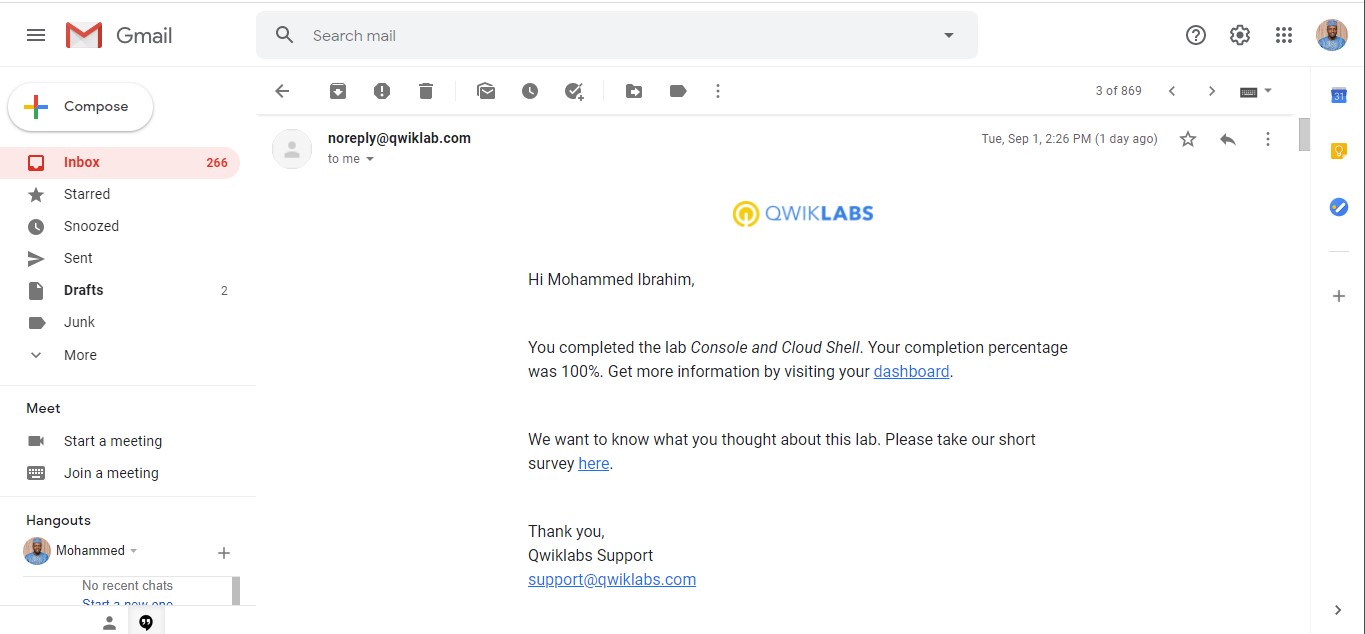 Gmail
Search mail
Compose
3 of 869
31
Inbox 266
Starred
Snoozed
Sent
Drafts 2
Junk
More
Meet
Start a meeting
Join a meeting
Hangouts
Mohammed
No recent chats
Start a new one
noreply@qwiklab.com
to me
Tue, Sep 1, 2:26 PM (1 day ago)
QWIKLABS
Hi Mohammed Ibrahim,
You completed the lab Console and Cloud Shell. Your completion percentage
was 100%. Get more information by visiting your dashboard.
We want to know what you thought about this lab. Please take our short
survey here.
Thank you,
Qwiklabs Support
support@qwiklabs.com